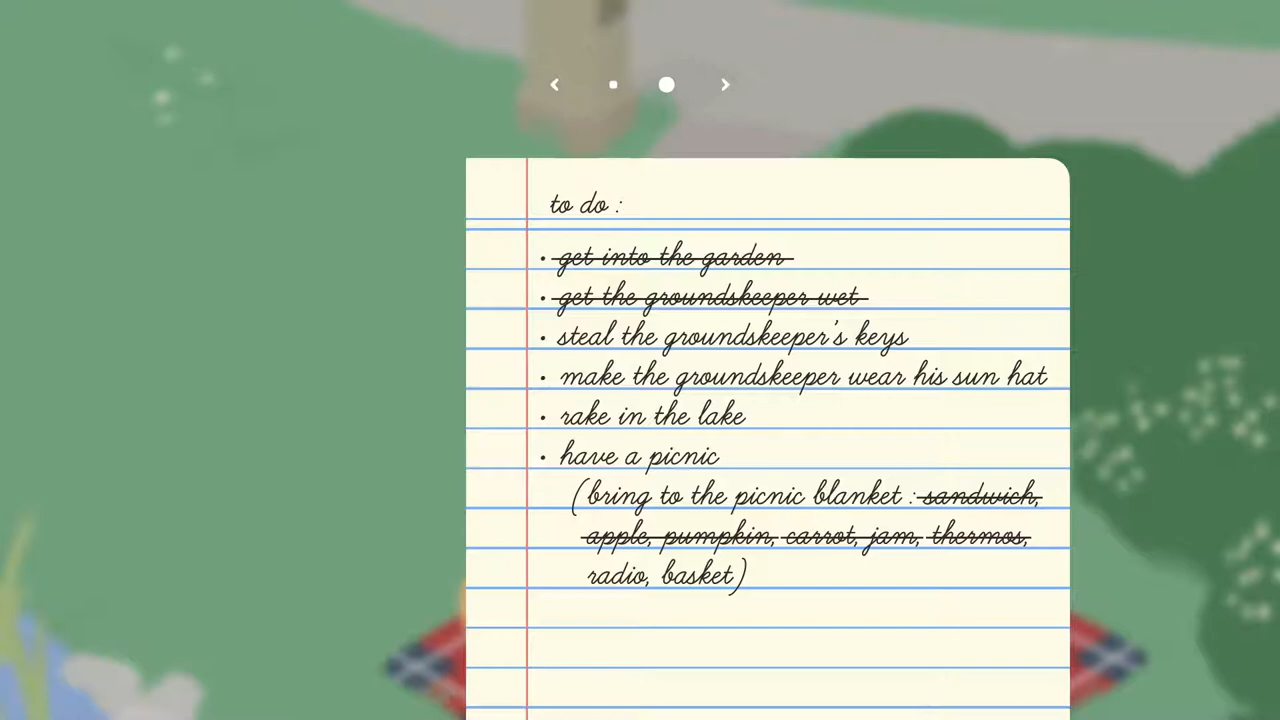 to do :
• get into the garden
• get the groundskeeper wet
• steal the groundskeeper's keys
• make the groundskeeper wear his sun hat
• rake in the lake
• have a picnic
(bring to the picnic blanket : sandwich,
apple, pumpkin, carrot, jam, thermos,
radio, basket)